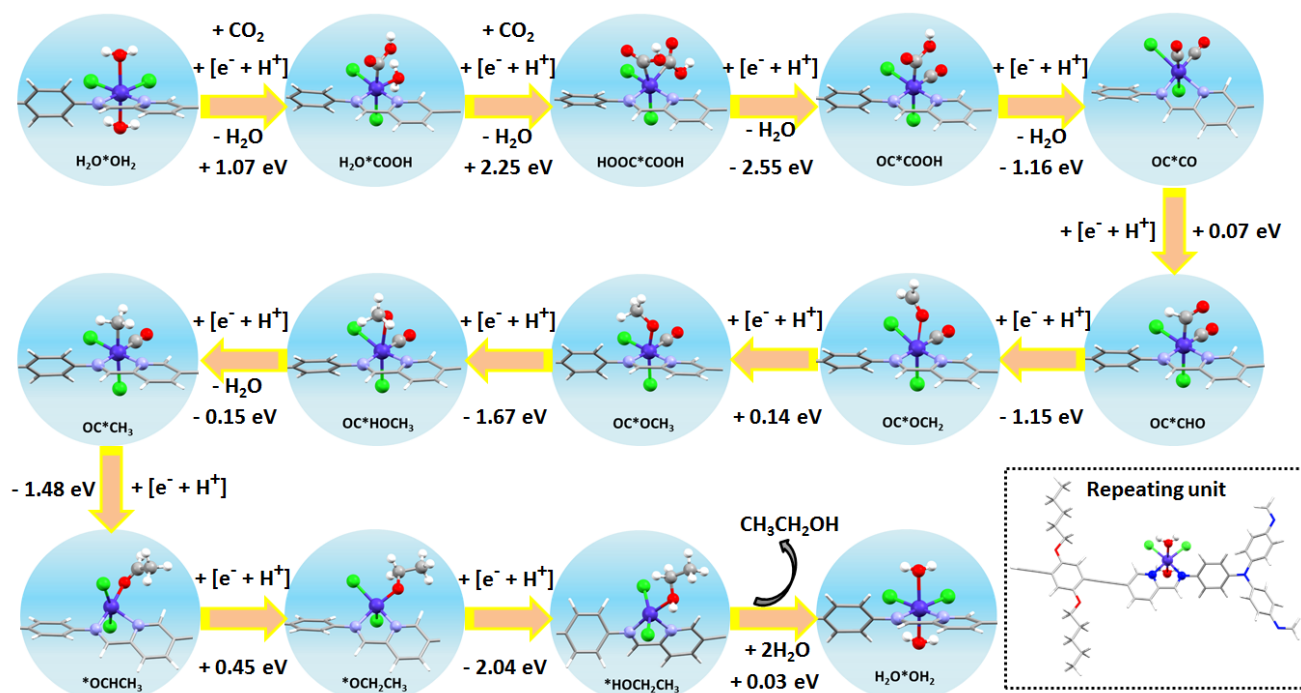 + CO₂
+ [e⁻ + H⁺]
- H₂O
+ 1.07 eV
+ CO₂
+ [e⁻ + H⁺]
- H₂O
+ 2.25 eV
+ [e⁻ + H⁺]
- H₂O
- 2.55 eV
+ [e⁻ + H⁺]
- H₂O
- 1.16 eV
H₂O*OH₂
H₂O*COOH
HOOC*COOH
OC*COOH
OC*CO
+ [e⁻ + H⁺]
+ 0.07 eV
+ [e⁻ + H⁺]
- H₂O
- 0.15 eV
+ [e⁻ + H⁺]
- 1.67 eV
+ [e⁻ + H⁺]
+ 0.14 eV
+ [e⁻ + H⁺]
- 1.15 eV
OC*CH₃
OC*HOCH₃
OC*OCH₃
OC*OCH₂
OC*CHO
- 1.48 eV
+ [e⁻ + H⁺]
Repeating unit
CH₃CH₂OH
+ [e⁻ + H⁺]
+ 0.45 eV
+ [e⁻ + H⁺]
- 2.04 eV
+ 2H₂O
+ 0.03 eV
*OCHCH₃
*OCH₂CH₃
*HOCH₂CH₃
H₂O*OH₂